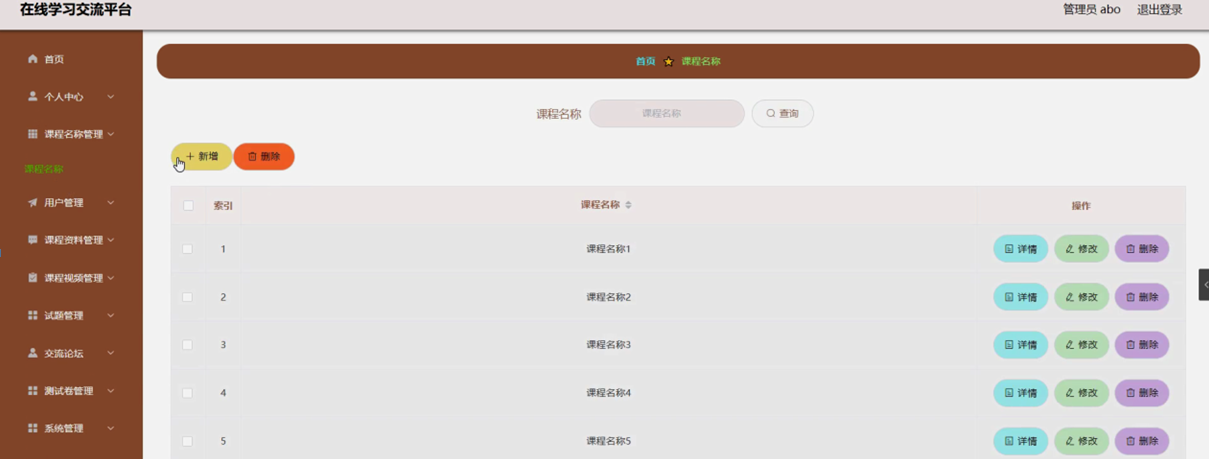 在线学习交流平台
管理员 abo 退出登录
首页
个人中心
课程名称管理
课程名称
用户管理
课程资料管理
课程视频管理
试题管理
交流论坛
测试卷管理
系统管理
首页 课程名称
课程名称 课程名称 查询
新增 删除
索引 课程名称 操作
1 课程名称1 详情 修改 删除
2 课程名称2 详情 修改 删除
3 课程名称3 详情 修改 删除
4 课程名称4 详情 修改 删除
5 课程名称5 详情 修改 删除